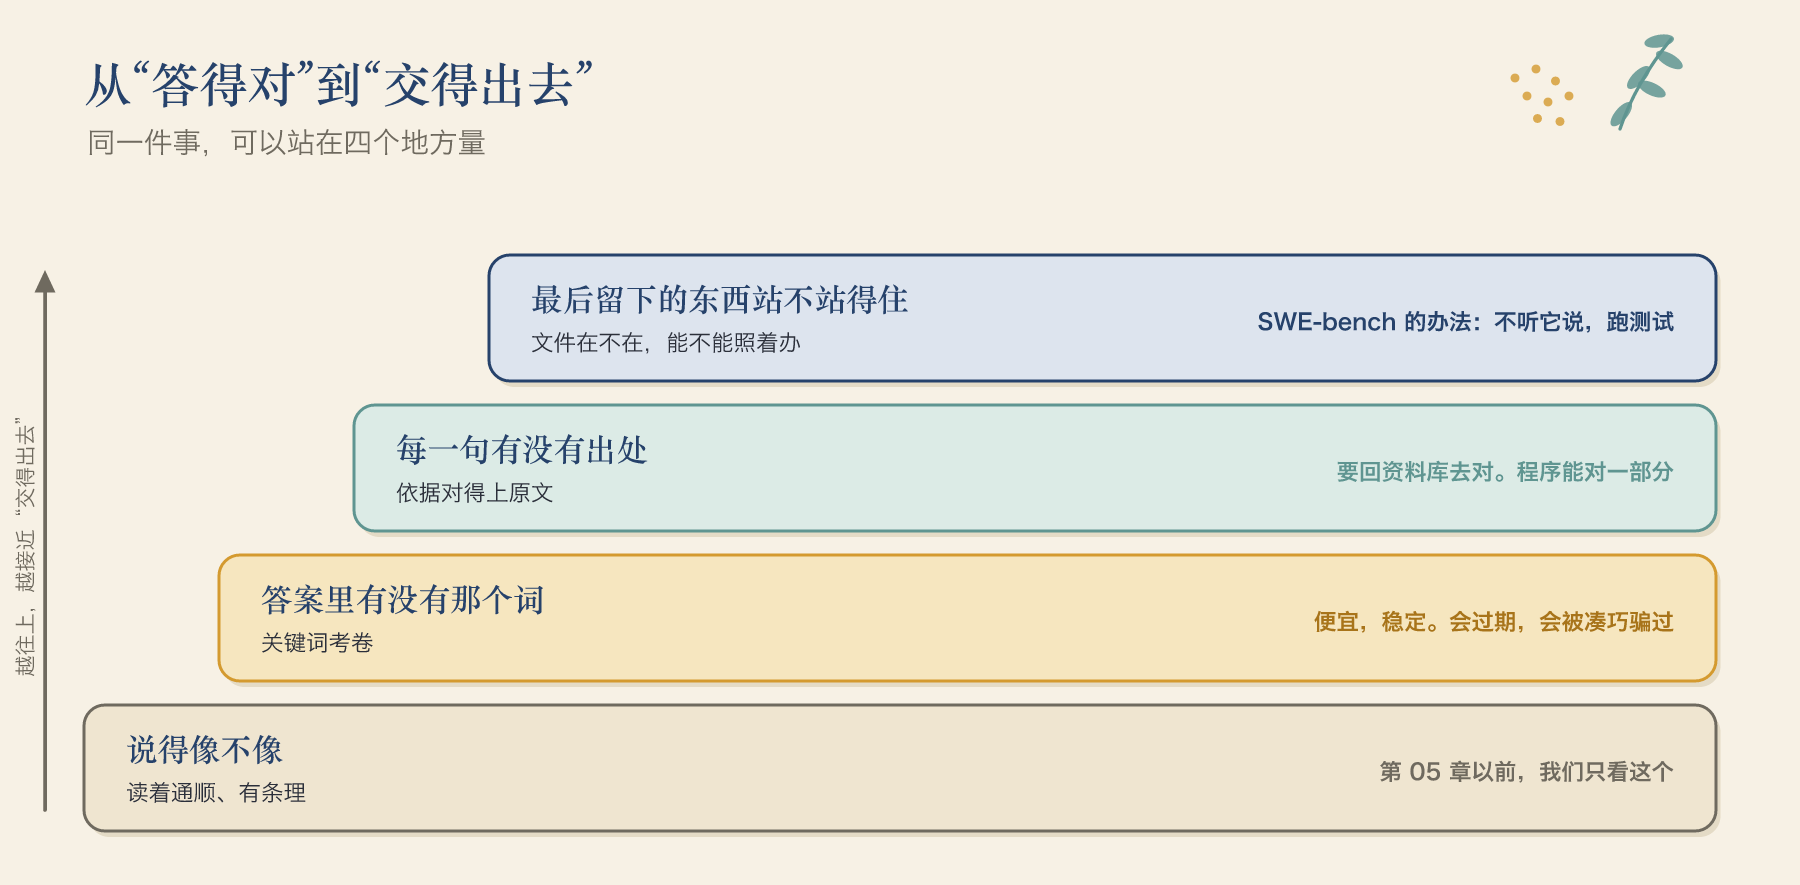 从“答得对”到“交得出去”
同一件事，可以站在四个地方量
越往上，越接近“交得出去”
最后留下的东西站不站得住
文件在不在，能不能照着办
SWE-bench 的办法：不听它说，跑测试
每一句有没有出处
依据对得上原文
要回资料库去对。程序能对一部分
答案里有没有那个词
关键词考卷
便宜，稳定。会过期，会被凑巧骗过
说得像不像
读着通顺、有条理
第 05 章以前，我们只看这个